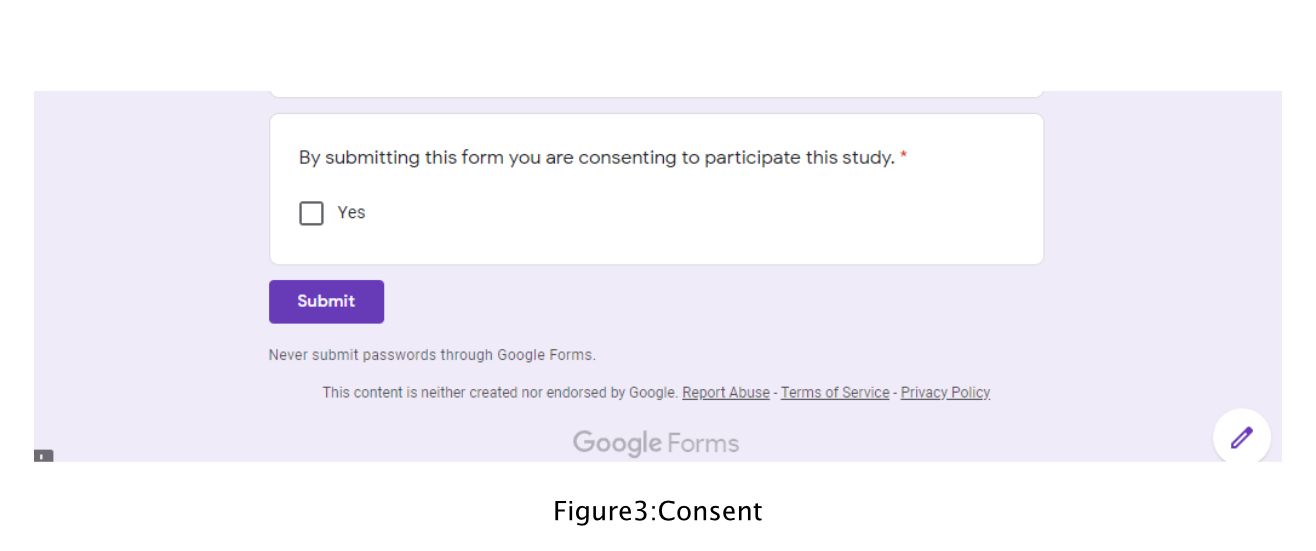 By submitting this form you are consenting to participate this study. *
Yes
Submit
Never submit passwords through Google Forms.
This content is neither created nor endorsed by Google. Report Abuse - Terms of Service - Privacy Policy
Google Forms
Figure3:Consent